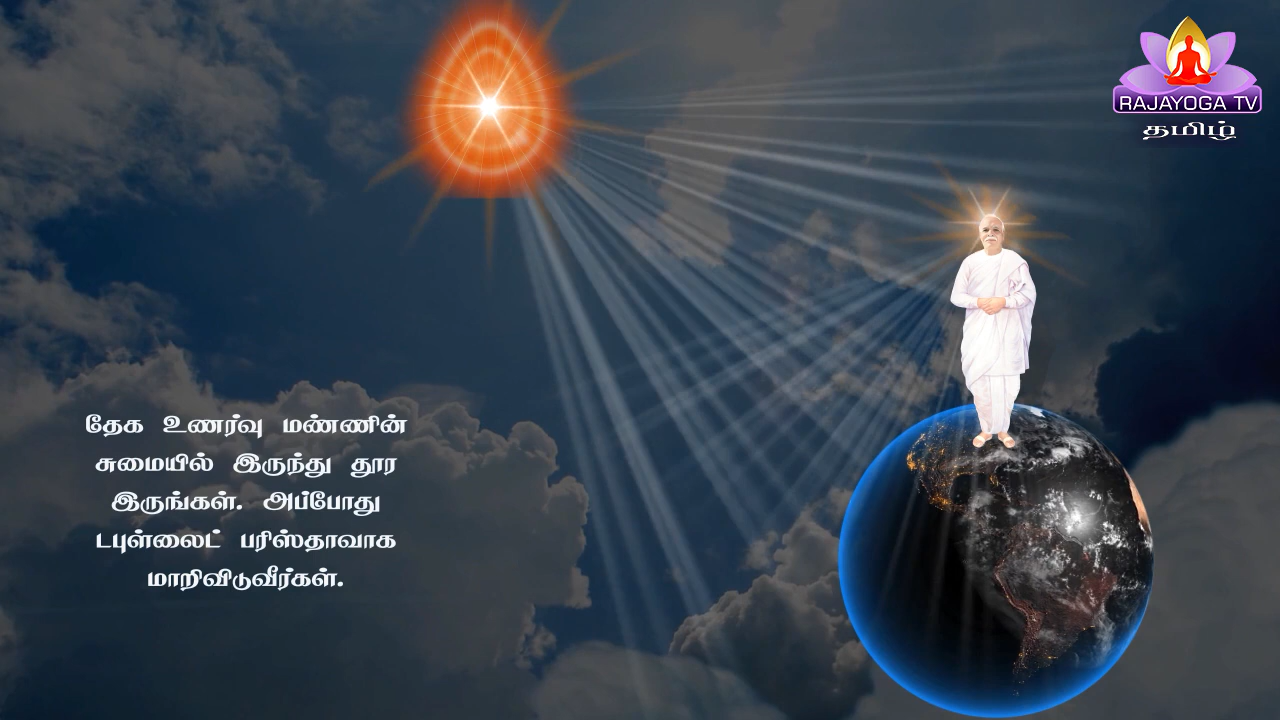 RAJAYOGA TV
தமிழ்
தேக உணர்வு மண்ணின்
சுமையில் இருந்து தூர
இருங்கள். அப்போது
டபுள்லைட் பரிஸ்தாவாக
மாறிவிடுவீர்கள்.